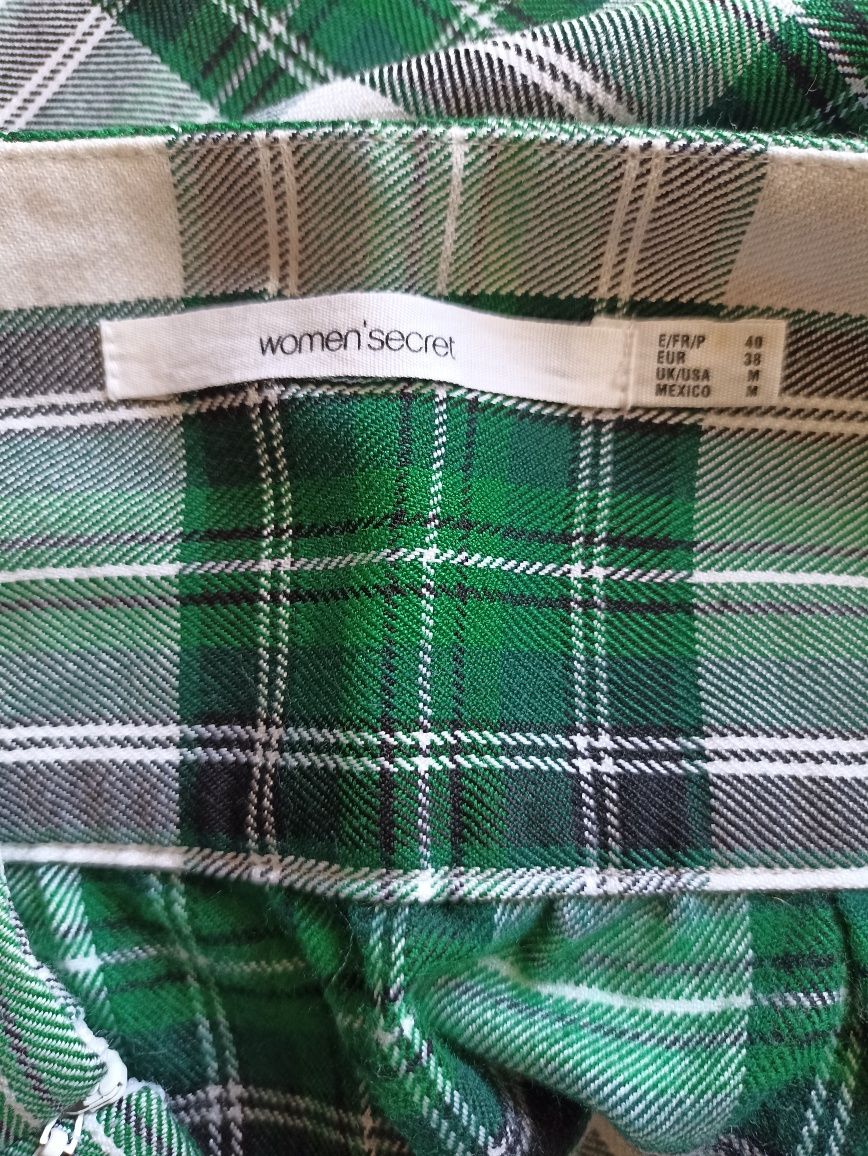 women'secret
E/FR/P 40
EUR 38
UK/USA M
MEXICO M